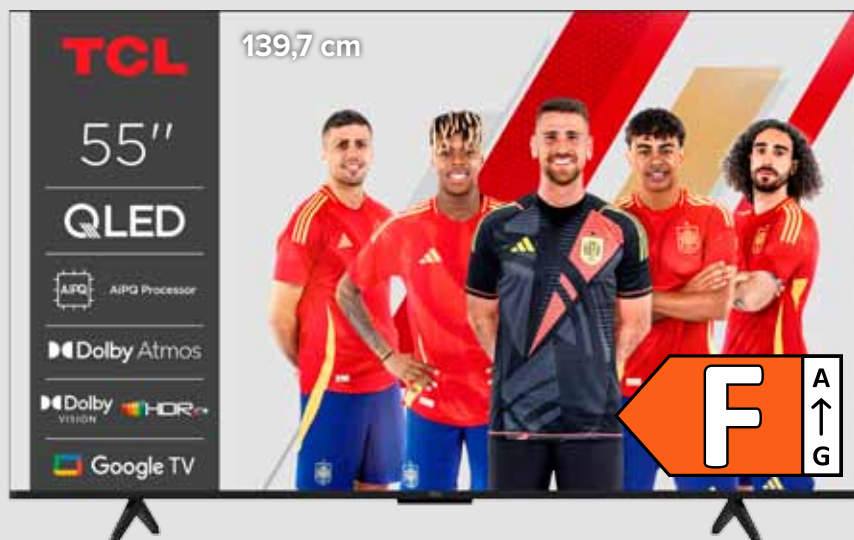 TCL
139,7 cm
55''
QLED
AiPQ
AiPQ Processor
Dolby Atmos
Dolby
VISION
HDR
Google TV
F
A
↑
G